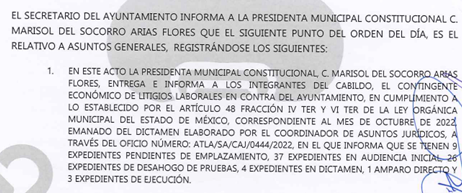 EL SECRETARIO DEL AYUNTAMIENTO INFORMA A LA PRESIDENTA MUNICIPAL CONSTITUCIONAL C.
MARISOL DEL SOCORRO ARIAS FLORES QUE EL SIGUIENTE PUNTO DEL ORDEN DEL DÍA, ES EL
RELATIVO A ASUNTOS GENERALES, REGISTRÁNDOSE LOS SIGUIENTES:
1. EN ESTE ACTO LA PRESIDENTA MUNICIPAL CONSTITUCIONAL, C. MARISOL DEL SOCORRO ARIAS
FLORES, ENTREGA E INFORMA A LOS INTEGRANTES DEL CABILDO, EL CONTINGENTE
ECONÓMICO DE LITIGIOS LABORALES EN CONTRA DEL AYUNTAMIENTO, EN CUMPLIMIENTO A
LO ESTABLECIDO POR EL ARTÍCULO 48 FRACCIÓN IV TER Y VI TER DE LA LEY ORGÁNICA
MUNICIPAL DEL ESTADO DE MÉXICO, CORRESPONDIENTE AL MES DE OCTUBRE DE 2022,
EMANADO DEL DICTAMEN ELABORADO POR EL COORDINADOR DE ASUNTOS JURÍDICOS, A
TRAVÉS DEL OFICIO NÚMERO: ATLA/SA/CAJ/0444/2022, EN EL QUE INFORMA QUE SE TIENEN 9
EXPEDIENTES PENDIENTES DE EMPLAZAMIENTO, 37 EXPEDIENTES EN AUDIENCIA INICIAL 26
EXPEDIENTES DE DESAHOGO DE PRUEBAS, 4 EXPEDIENTES EN DICTAMEN, 1 AMPARO DIRECTO Y
3 EXPEDIENTES DE EJECUCIÓN.